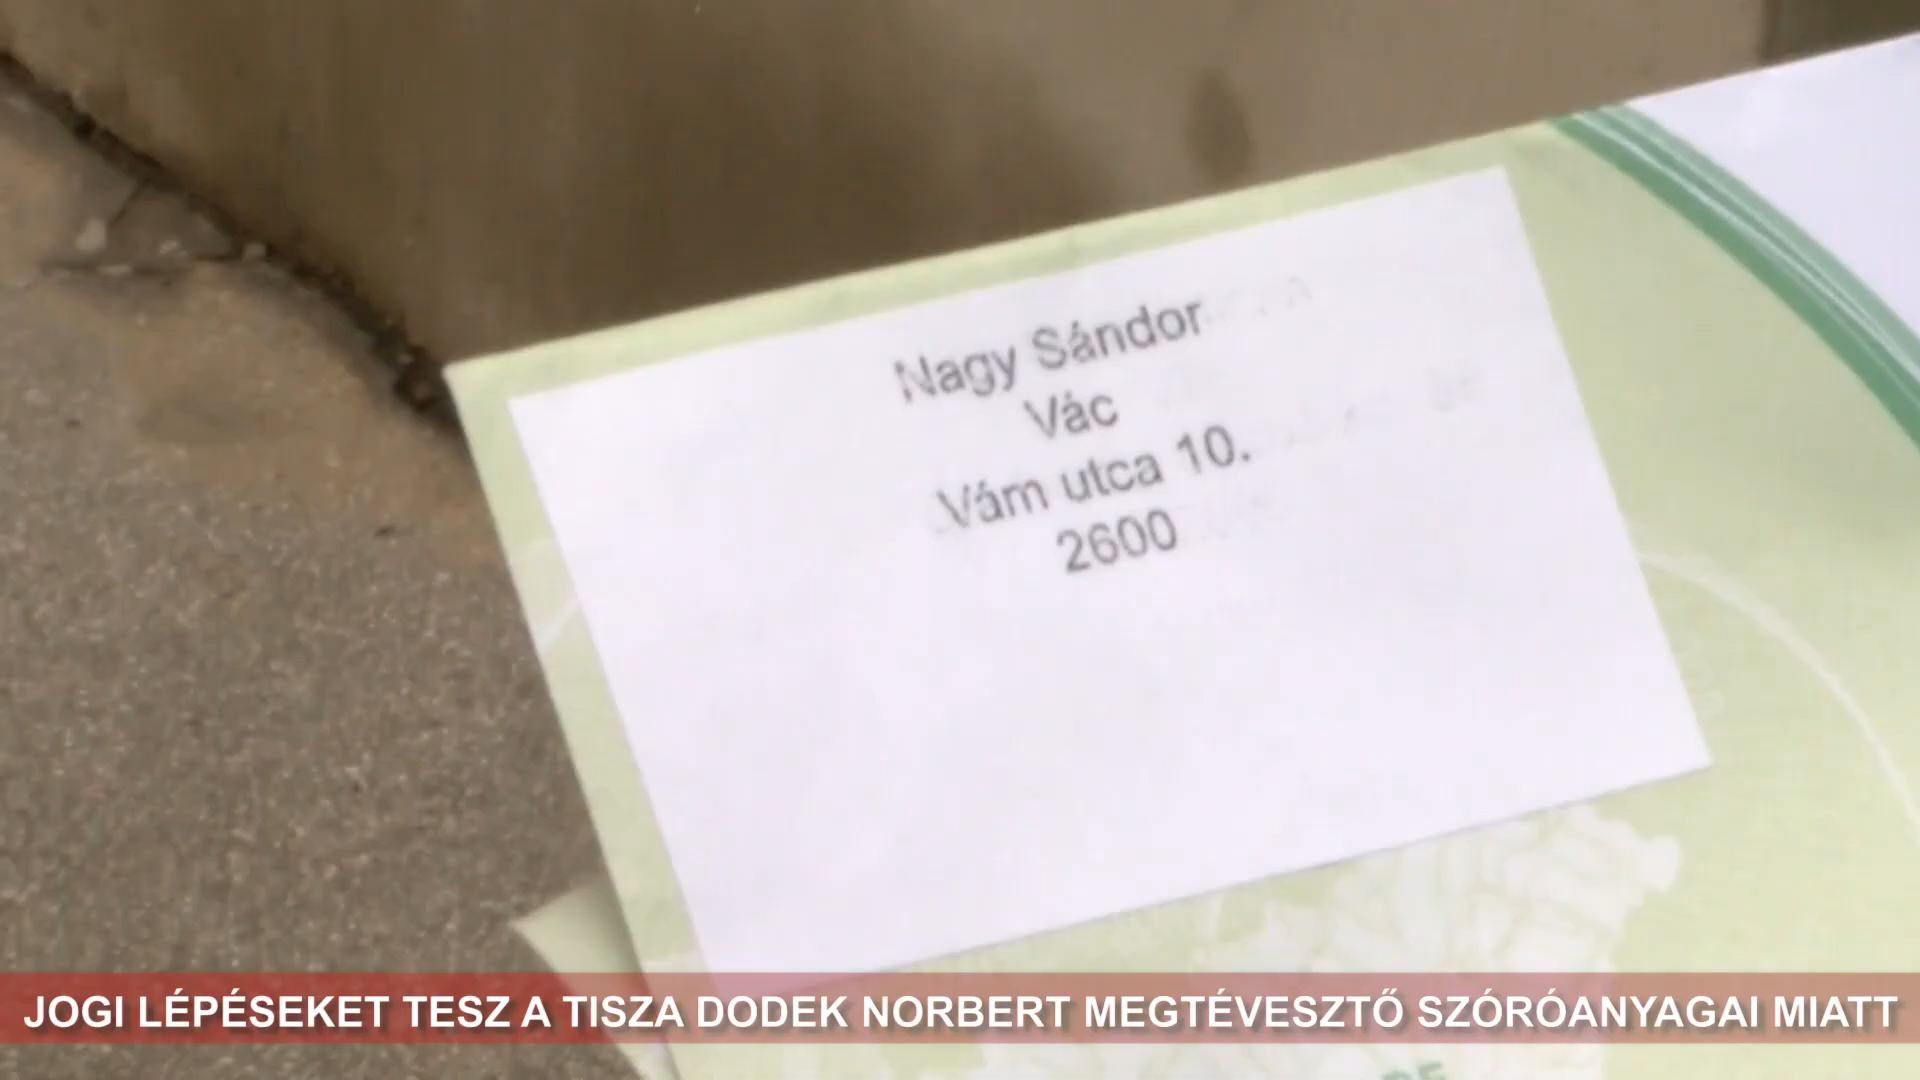 Nagy Sándor
Vác
Vám utca 10.
2600
JOGI LÉPÉSEKET TESZ A TISZA DODEK NORBERT MEGTÉVESZTŐ SZÓRÓANYAGAI MIATT